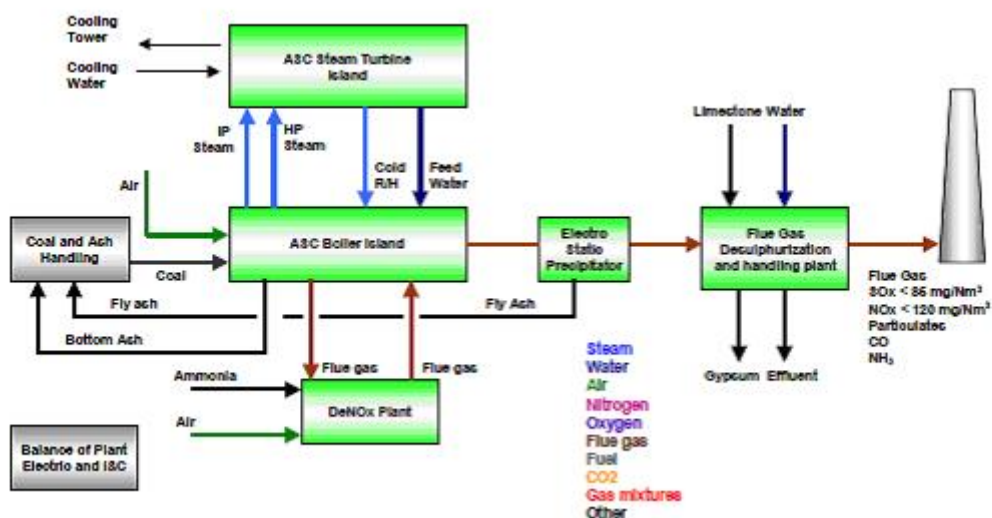 Cooling
Tower
Cooling
Water
ASC Steam Turbine
Island
IP
Steam
HP
Steam
Cold
R/H
Feed
Water
Limestone Water
Air
Coal and Ash
Handling
Coal
ASC Boiler Island
Electro
Static
Precipitator
Flue Gas
Desulphurization
and handling plant
Flue Gas
SOx < 85 mg/Nm³
NOx < 120 mg/Nm³
Particulates
CO
NH₃
Fly ash
Fly Ash
Bottom Ash
Flue gas
Flue gas
Ammonia
Air
DeNOx Plant
Gypsum Effluent
Balance of Plant
Electric and I&C
Steam
Water
Air
Nitrogen
Oxygen
Flue gas
Fuel
CO2
Gas mixtures
Other